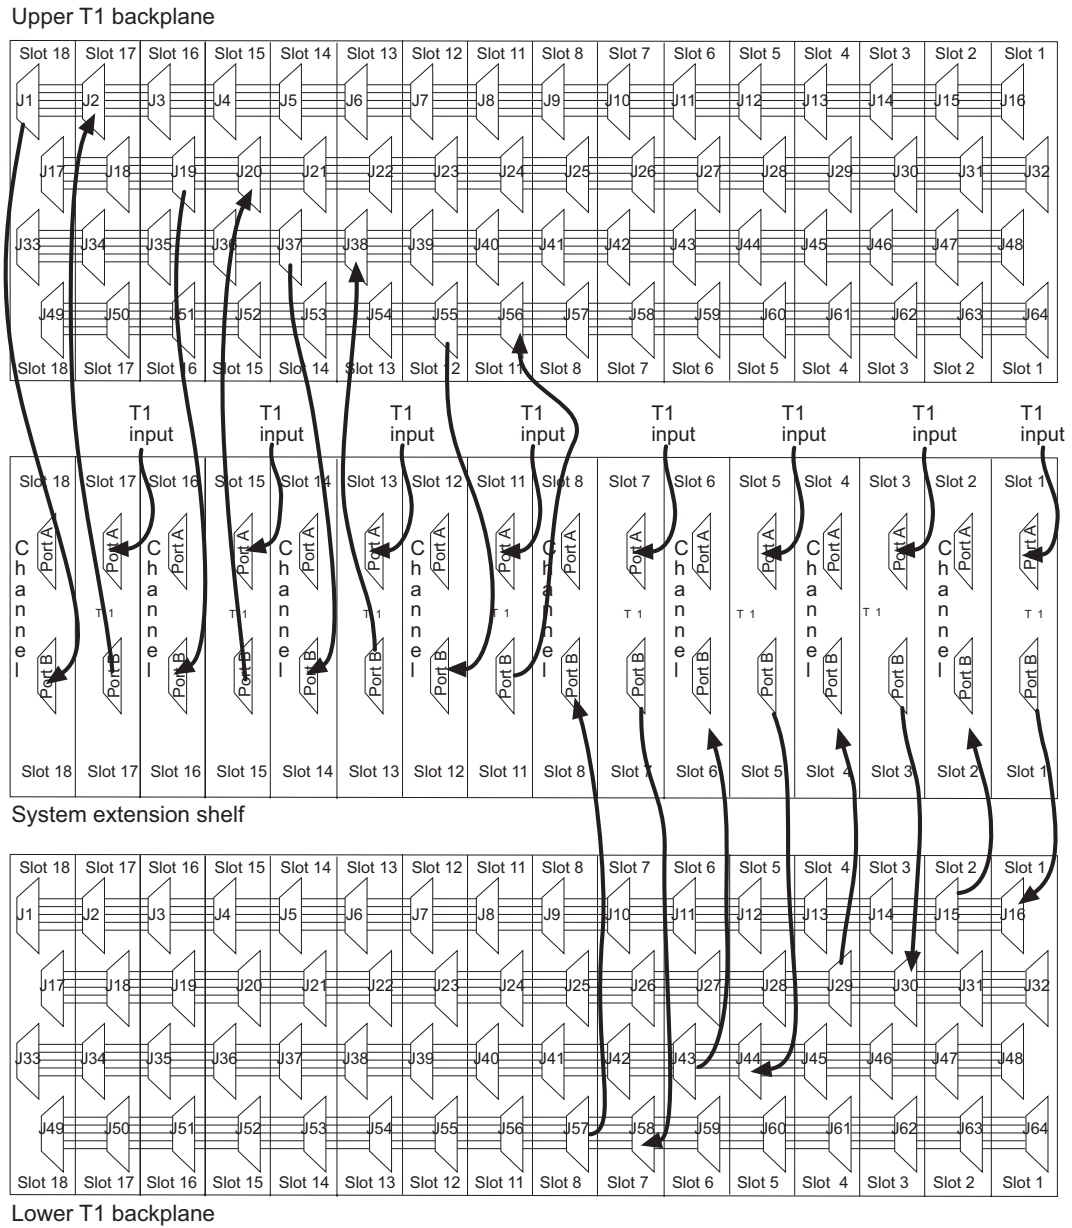 Upper T1 backplane
Slot 18 Slot 17 Slot 16 Slot 15 Slot 14 Slot 13 Slot 12 Slot 11 Slot 8 Slot 7 Slot 6 Slot 5 Slot 4 Slot 3 Slot 2 Slot 1
J1 J2 J3 J4 J5 J6 J7 J8 J9 J10 J11 J12 J13 J14 J15 J16
J17 J18 J19 J20 J21 J22 J23 J24 J25 J26 J27 J28 J29 J30 J31 J32
J33 J34 J35 J36 J37 J38 J39 J40 J41 J42 J43 J44 J45 J46 J47 J48
J49 J50 J51 J52 J53 J54 J55 J56 J57 J58 J59 J60 J61 J62 J63 J64
Slot 18 Slot 17 Slot 16 Slot 15 Slot 14 Slot 13 Slot 12 Slot 11 Slot 8 Slot 7 Slot 6 Slot 5 Slot 4 Slot 3 Slot 2 Slot 1
T1 T1 T1 T1 T1 T1 T1 T1
input input input input input input input input
Slot 18 Slot 17 Slot 16 Slot 15 Slot 14 Slot 13 Slot 12 Slot 11 Slot 8 Slot 7 Slot 6 Slot 5 Slot 4 Slot 3 Slot 2 Slot 1
Port A Port A Port A Port A Port A Port A Port A Port A Port A Port A Port A Port A Port A Port A Port A Port A
Channel Channel Channel Channel Channel Channel Channel Channel
T 1 T 1 T 1 T 1 T 1 T 1 T 1 T 1
Port B Port B Port B Port B Port B Port B Port B Port B Port B Port B Port B Port B Port B Port B Port B Port B
Slot 18 Slot 17 Slot 16 Slot 15 Slot 14 Slot 13 Slot 12 Slot 11 Slot 8 Slot 7 Slot 6 Slot 5 Slot 4 Slot 3 Slot 2 Slot 1
System extension shelf
Slot 18 Slot 17 Slot 16 Slot 15 Slot 14 Slot 13 Slot 12 Slot 11 Slot 8 Slot 7 Slot 6 Slot 5 Slot 4 Slot 3 Slot 2 Slot 1
J1 J2 J3 J4 J5 J6 J7 J8 J9 J10 J11 J12 J13 J14 J15 J16
J17 J18 J19 J20 J21 J22 J23 J24 J25 J26 J27 J28 J29 J30 J31 J32
J33 J34 J35 J36 J37 J38 J39 J40 J41 J42 J43 J44 J45 J46 J47 J48
J49 J50 J51 J52 J53 J54 J55 J56 J57 J58 J59 J60 J61 J62 J63 J64
Slot 18 Slot 17 Slot 16 Slot 15 Slot 14 Slot 13 Slot 12 Slot 11 Slot 8 Slot 7 Slot 6 Slot 5 Slot 4 Slot 3 Slot 2 Slot 1
Lower T1 backplane